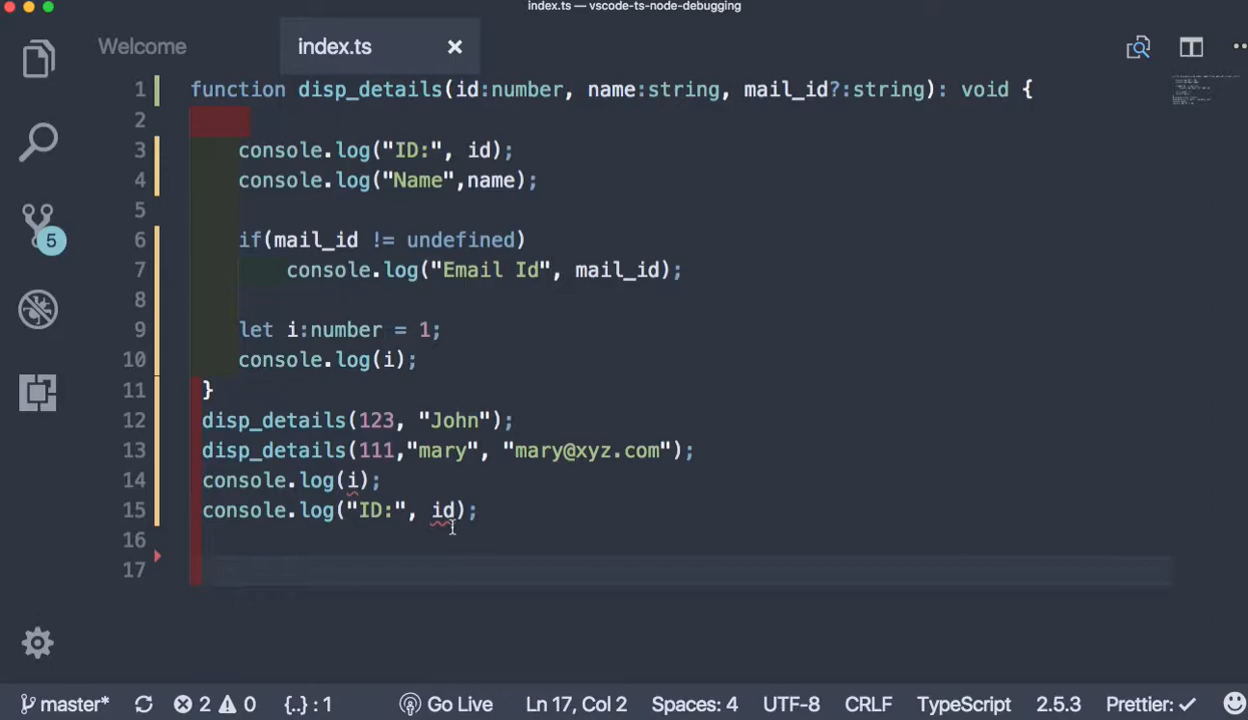 index.ts — vscode-ts-node-debugging
Welcome index.ts
1 function disp_details(id:number, name:string, mail_id?:string): void {
2
3 console.log("ID:", id);
4 console.log("Name",name);
5
6 if(mail_id != undefined)
7 console.log("Email Id", mail_id);
8
9 let i:number = 1;
10 console.log(i);
11 }
12 disp_details(123, "John");
13 disp_details(111,"mary", "mary@xyz.com");
14 console.log(i);
15 console.log("ID:", id);
16
17
5
master* 2 0 {..} : 1 Go Live Ln 17, Col 2 Spaces: 4 UTF-8 CRLF TypeScript 2.5.3 Prettier: ✓